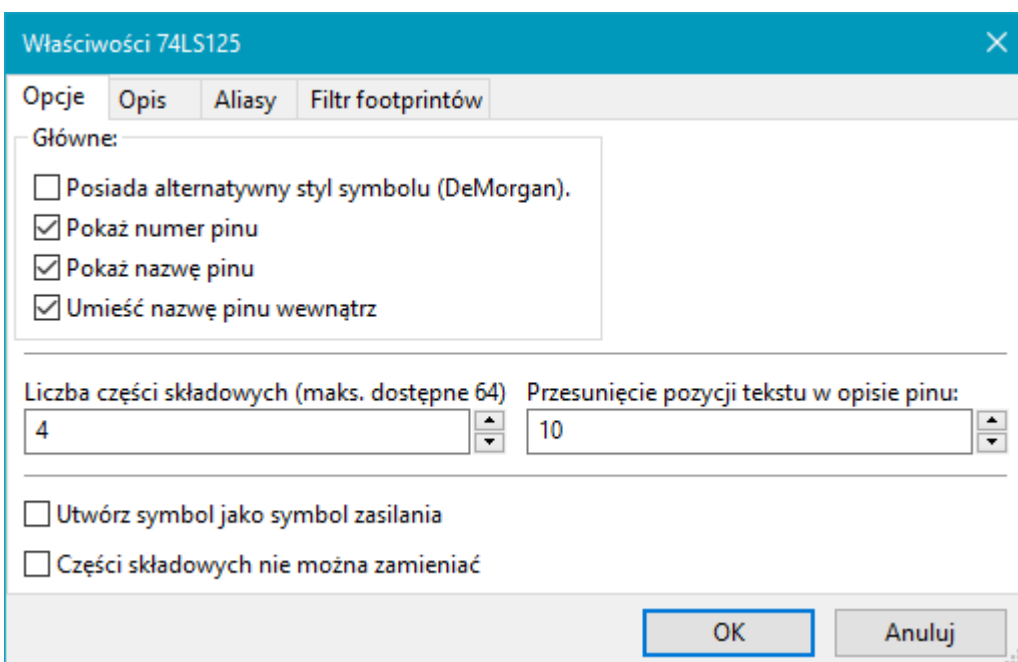 Właściwości 74LS125
Opcje Opis Aliasy Filtr footprintów
Główne:
Posiada alternatywny styl symbolu (DeMorgan).
Pokaż numer pinu
Pokaż nazwę pinu
Umieść nazwę pinu wewnątrz
Liczba części składowych (maks. dostępne 64) Przesunięcie pozycji tekstu w opisie pinu:
4 10
Utwórz symbol jako symbol zasilania
Części składowych nie można zamieniać
OK Anuluj